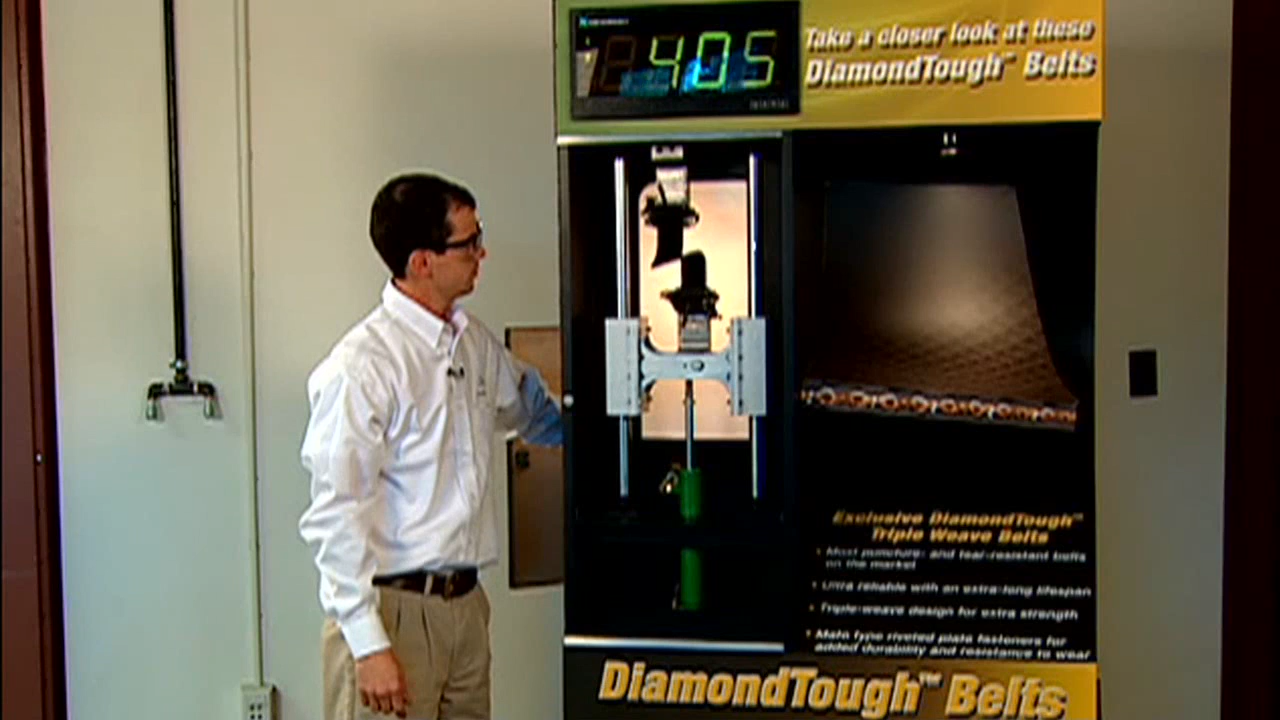 405
Take a closer look at these
DiamondTough™ Belts
Exclusive DiamondTough™
Triple Weave Belts
• Most puncture- and tear-resistant belts
on the market
• Ultra reliable with an extra-long lifespan
• Triple-weave design for extra strength
• Mato type riveted plate fasteners for
added durability and resistance to wear
DiamondTough™ Belts